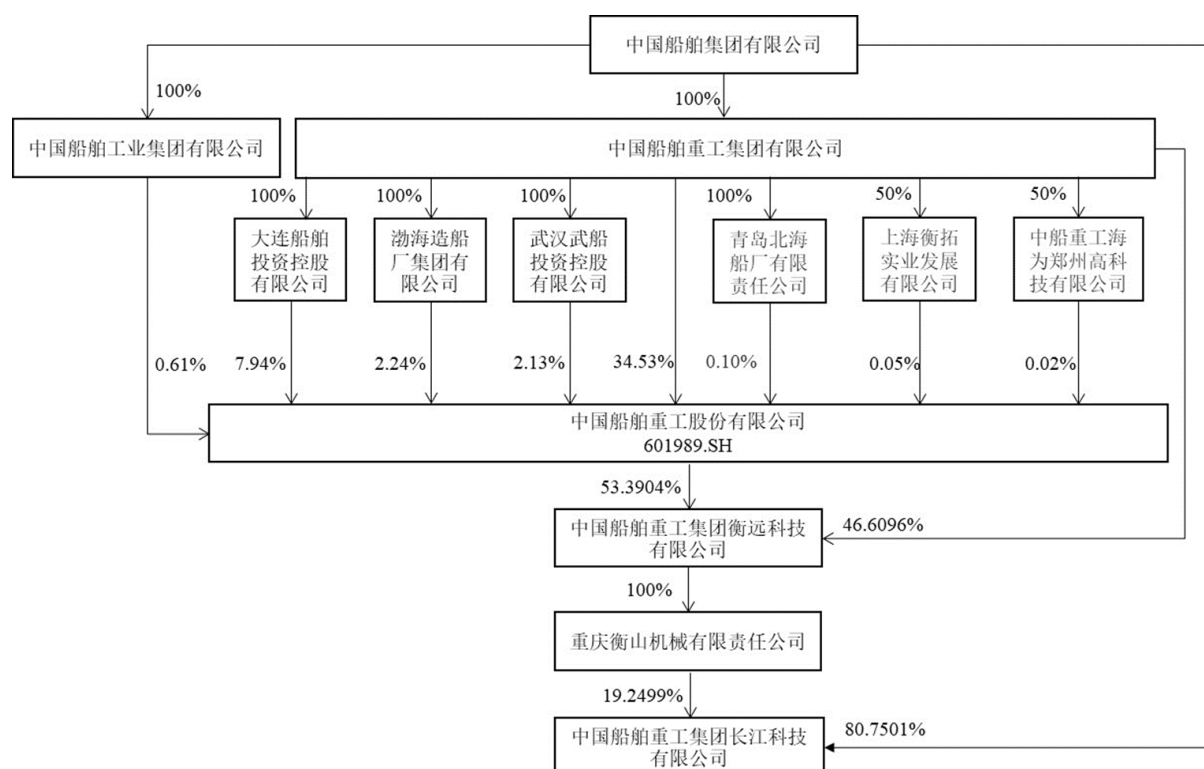 中国船舶集团有限公司
100%
100%
中国船舶工业集团有限公司
中国船舶重工集团有限公司
100%
100%
100%
100%
50%
50%
大连船舶
投资控股
有限公司
渤海造船
厂集团有
限公司
武汉武船
投资控股
有限公司
青岛北海
船厂有限
责任公司
上海衡拓
实业发展
有限公司
中船重工海
为郑州高科
技有限公司
0.61%
7.94%
2.24%
2.13%
34.53%
0.10%
0.05%
0.02%
中国船舶重工股份有限公司
601989.SH
53.3904%
中国船舶重工集团衡远科技
有限公司
46.6096%
100%
重庆衡山机械有限责任公司
19.2499%
中国船舶重工集团长江科技
有限公司
80.7501%